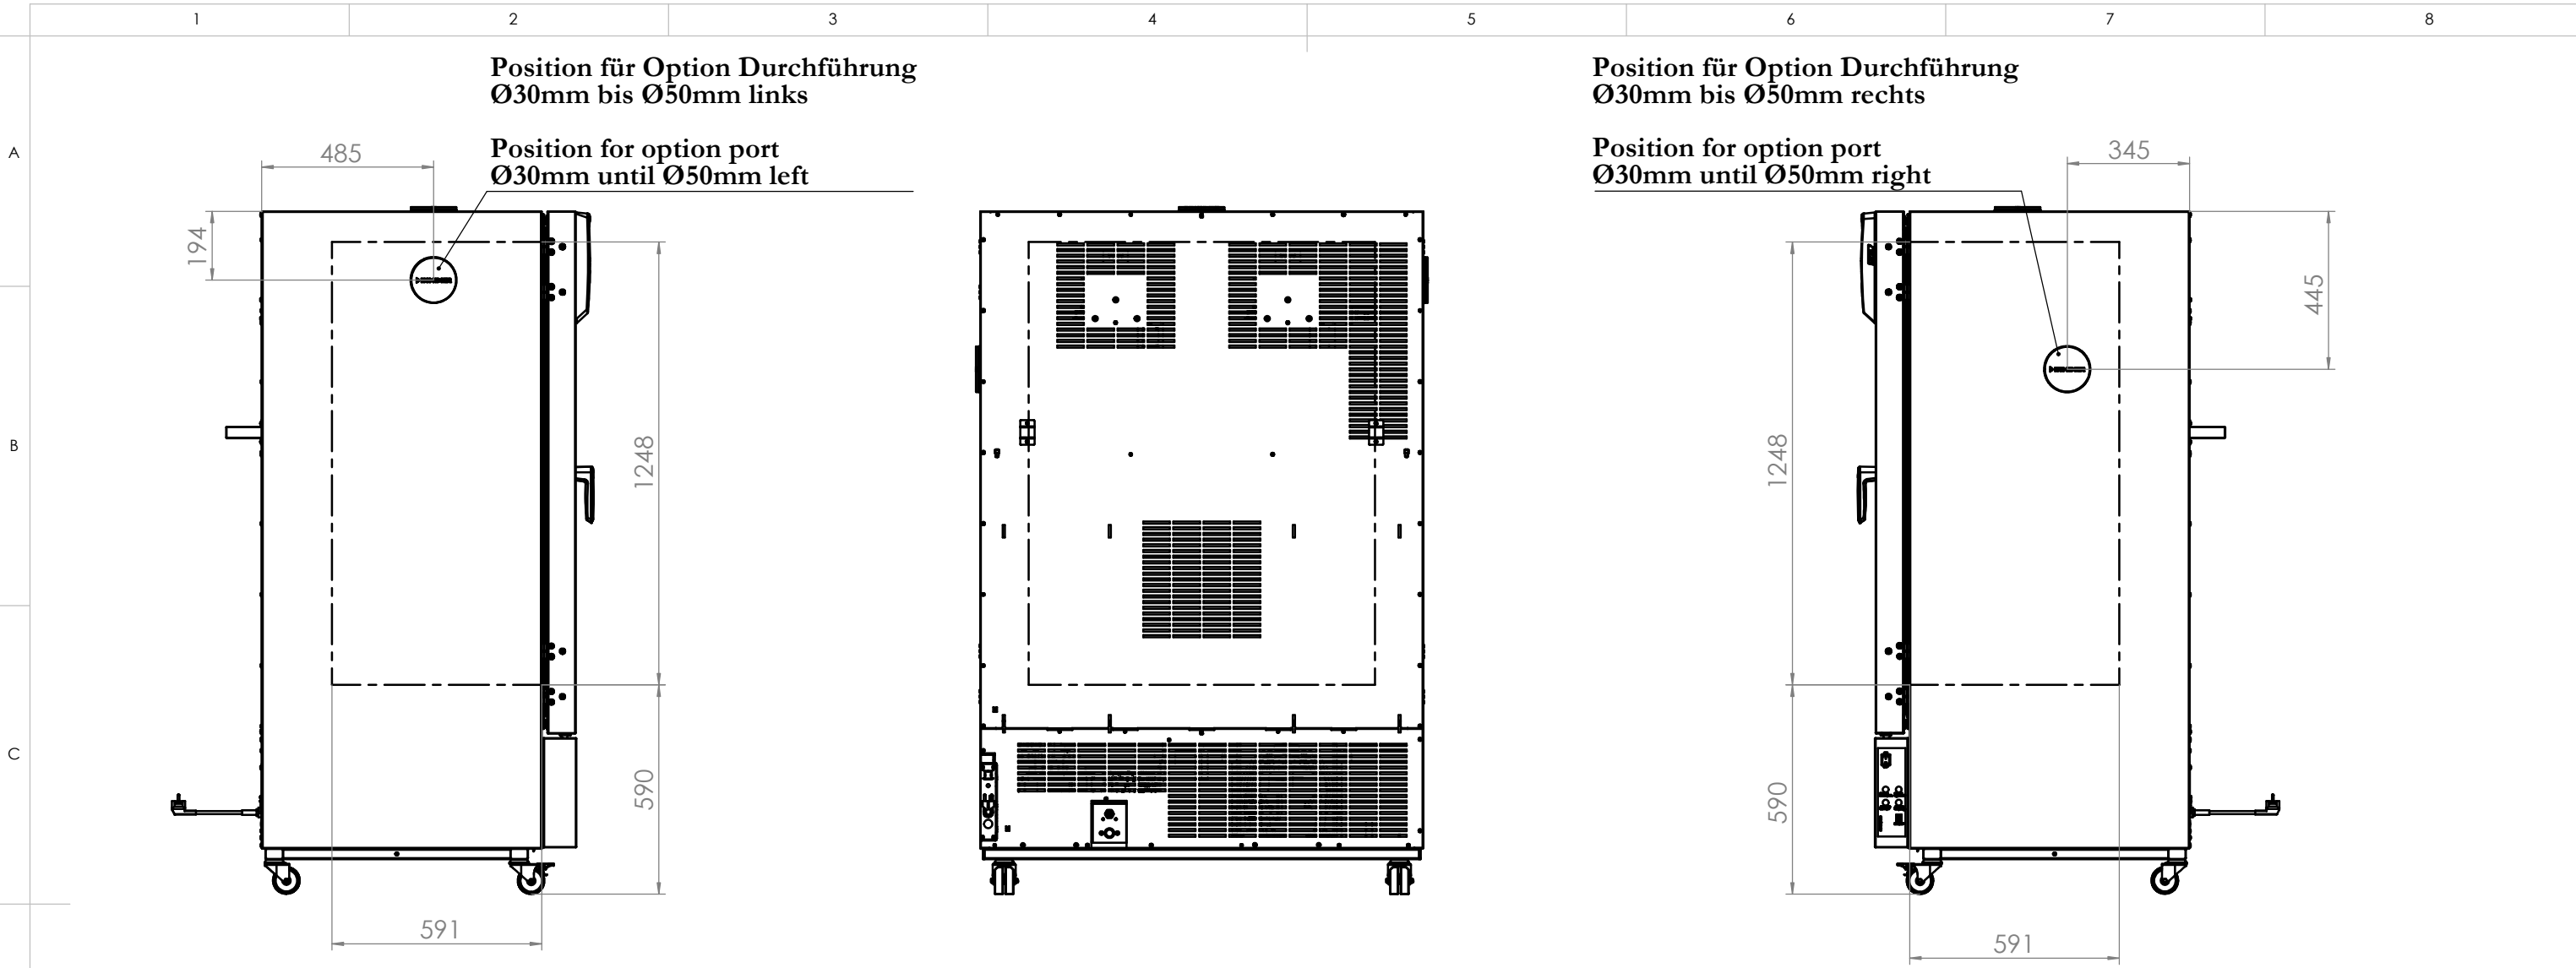 1 2 3 4 5 6 7 8
Position für Option Durchführung
Ø30mm bis Ø50mm links
Position for option port
Ø30mm until Ø50mm left
Position für Option Durchführung
Ø30mm bis Ø50mm rechts
Position for option port
Ø30mm until Ø50mm right
A
B
C
485
194
1248
590
591
345
445
1248
590
591